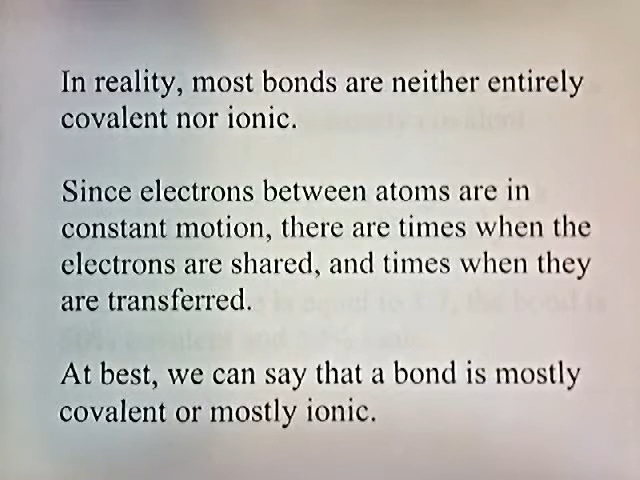 In reality, most bonds are neither entirely
covalent nor ionic.
Since electrons between atoms are in
constant motion, there are times when the
electrons are shared, and times when they
are transferred.
At best, we can say that a bond is mostly
covalent or mostly ionic.